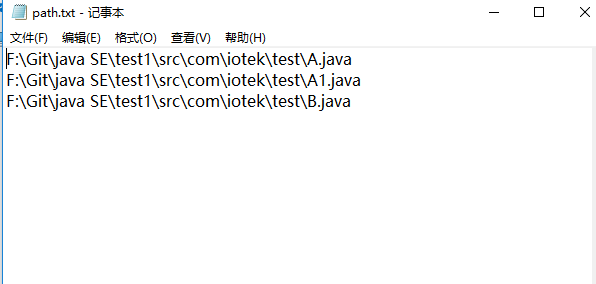 path.txt - 记事本
文件(F) 编辑(E) 格式(O) 查看(V) 帮助(H)
F:\Git\java SE\test1\src\com\iotek\test\A.java
F:\Git\java SE\test1\src\com\iotek\test\A1.java
F:\Git\java SE\test1\src\com\iotek\test\B.java